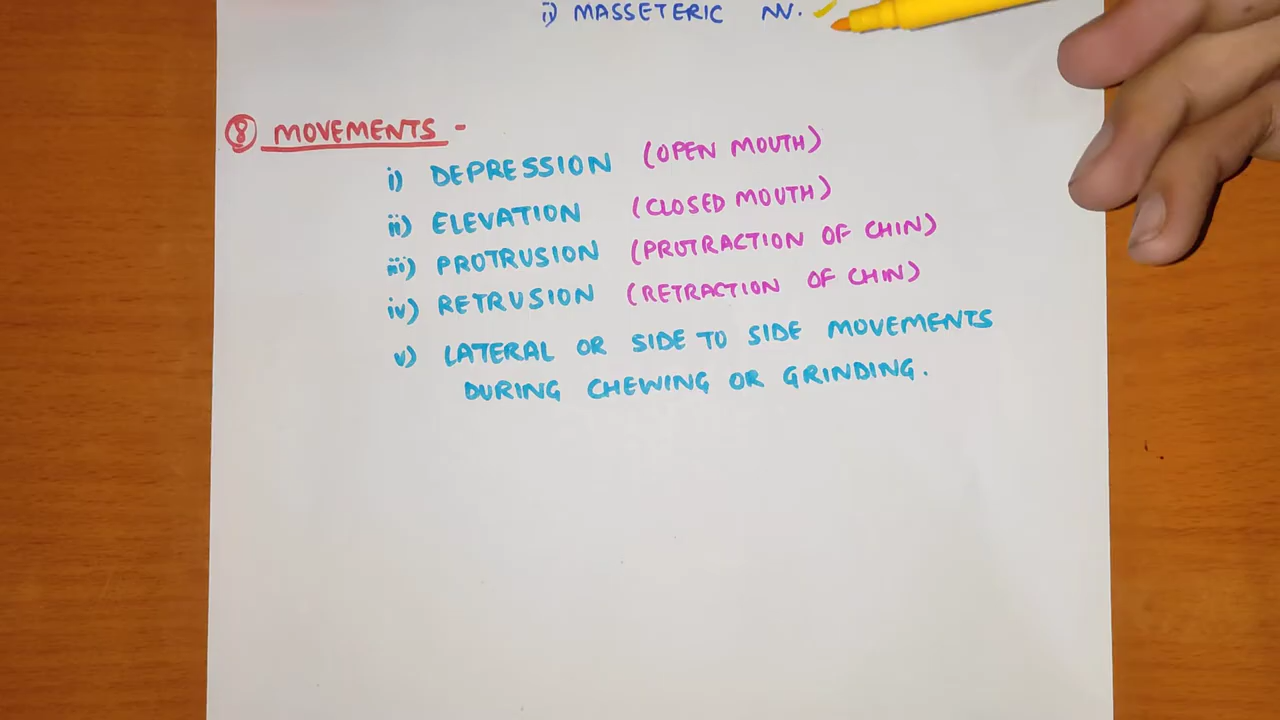 ii) MASSETERIC NV.
8 MOVEMENTS -
i) DEPRESSION (OPEN MOUTH)
ii) ELEVATION (CLOSED MOUTH)
iii) PROTRUSION (PROTRACTION OF CHIN)
iv) RETRUSION (RETRACTION OF CHIN)
v) LATERAL OR SIDE TO SIDE MOVEMENTS
DURING CHEWING OR GRINDING.